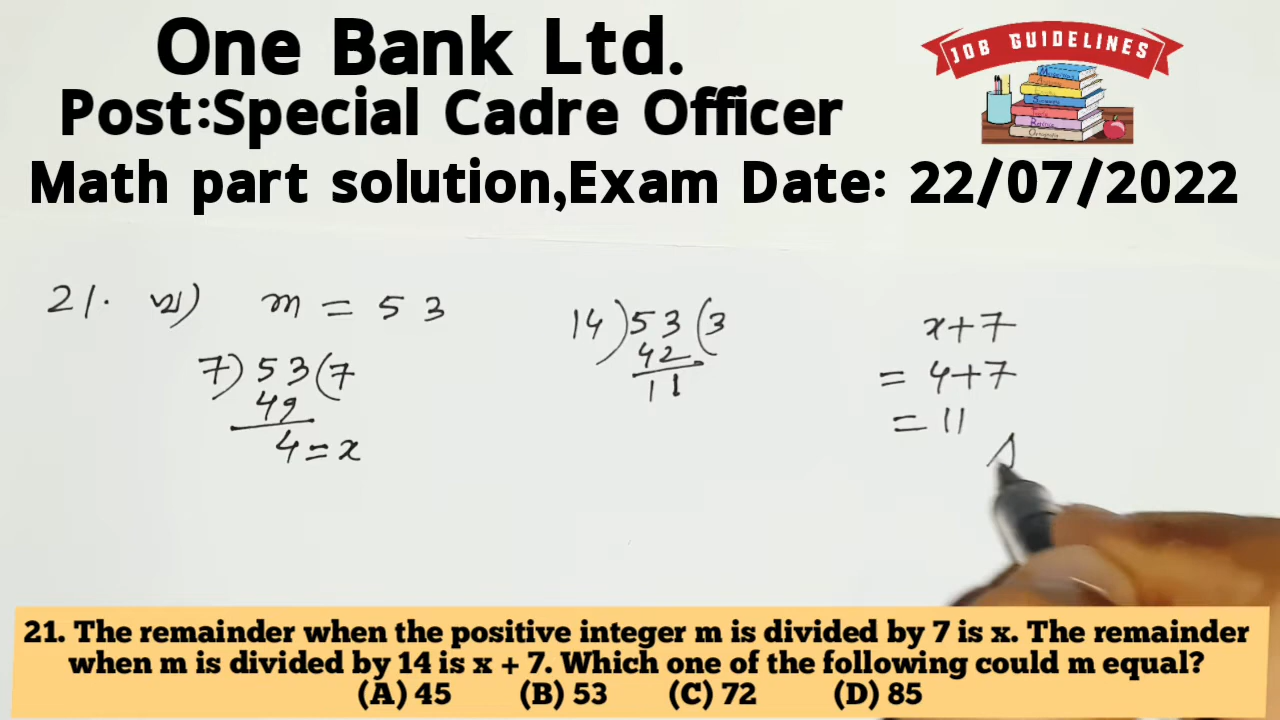 One Bank Ltd.
JOB GUIDELINES
Post:Special Cadre Officer
Math part solution,Exam Date: 22/07/2022
21. m = 53
7) 53 (7
49
4 = x
14) 53 (3
42
11
x+7
= 4+7
= 11
21. The remainder when the positive integer m is divided by 7 is x. The remainder
when m is divided by 14 is x + 7. Which one of the following could m equal?
(A) 45 (B) 53 (C) 72 (D) 85